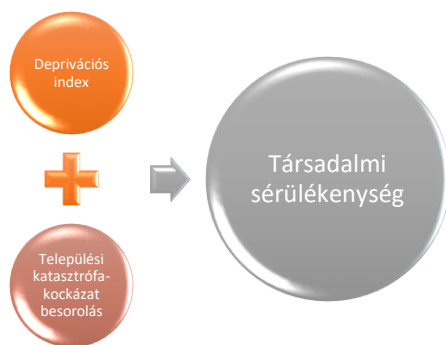 Deprivációs
index
Települési
katasztrófa-
kockázat
besorolás
Társadalmi
sérülékenység